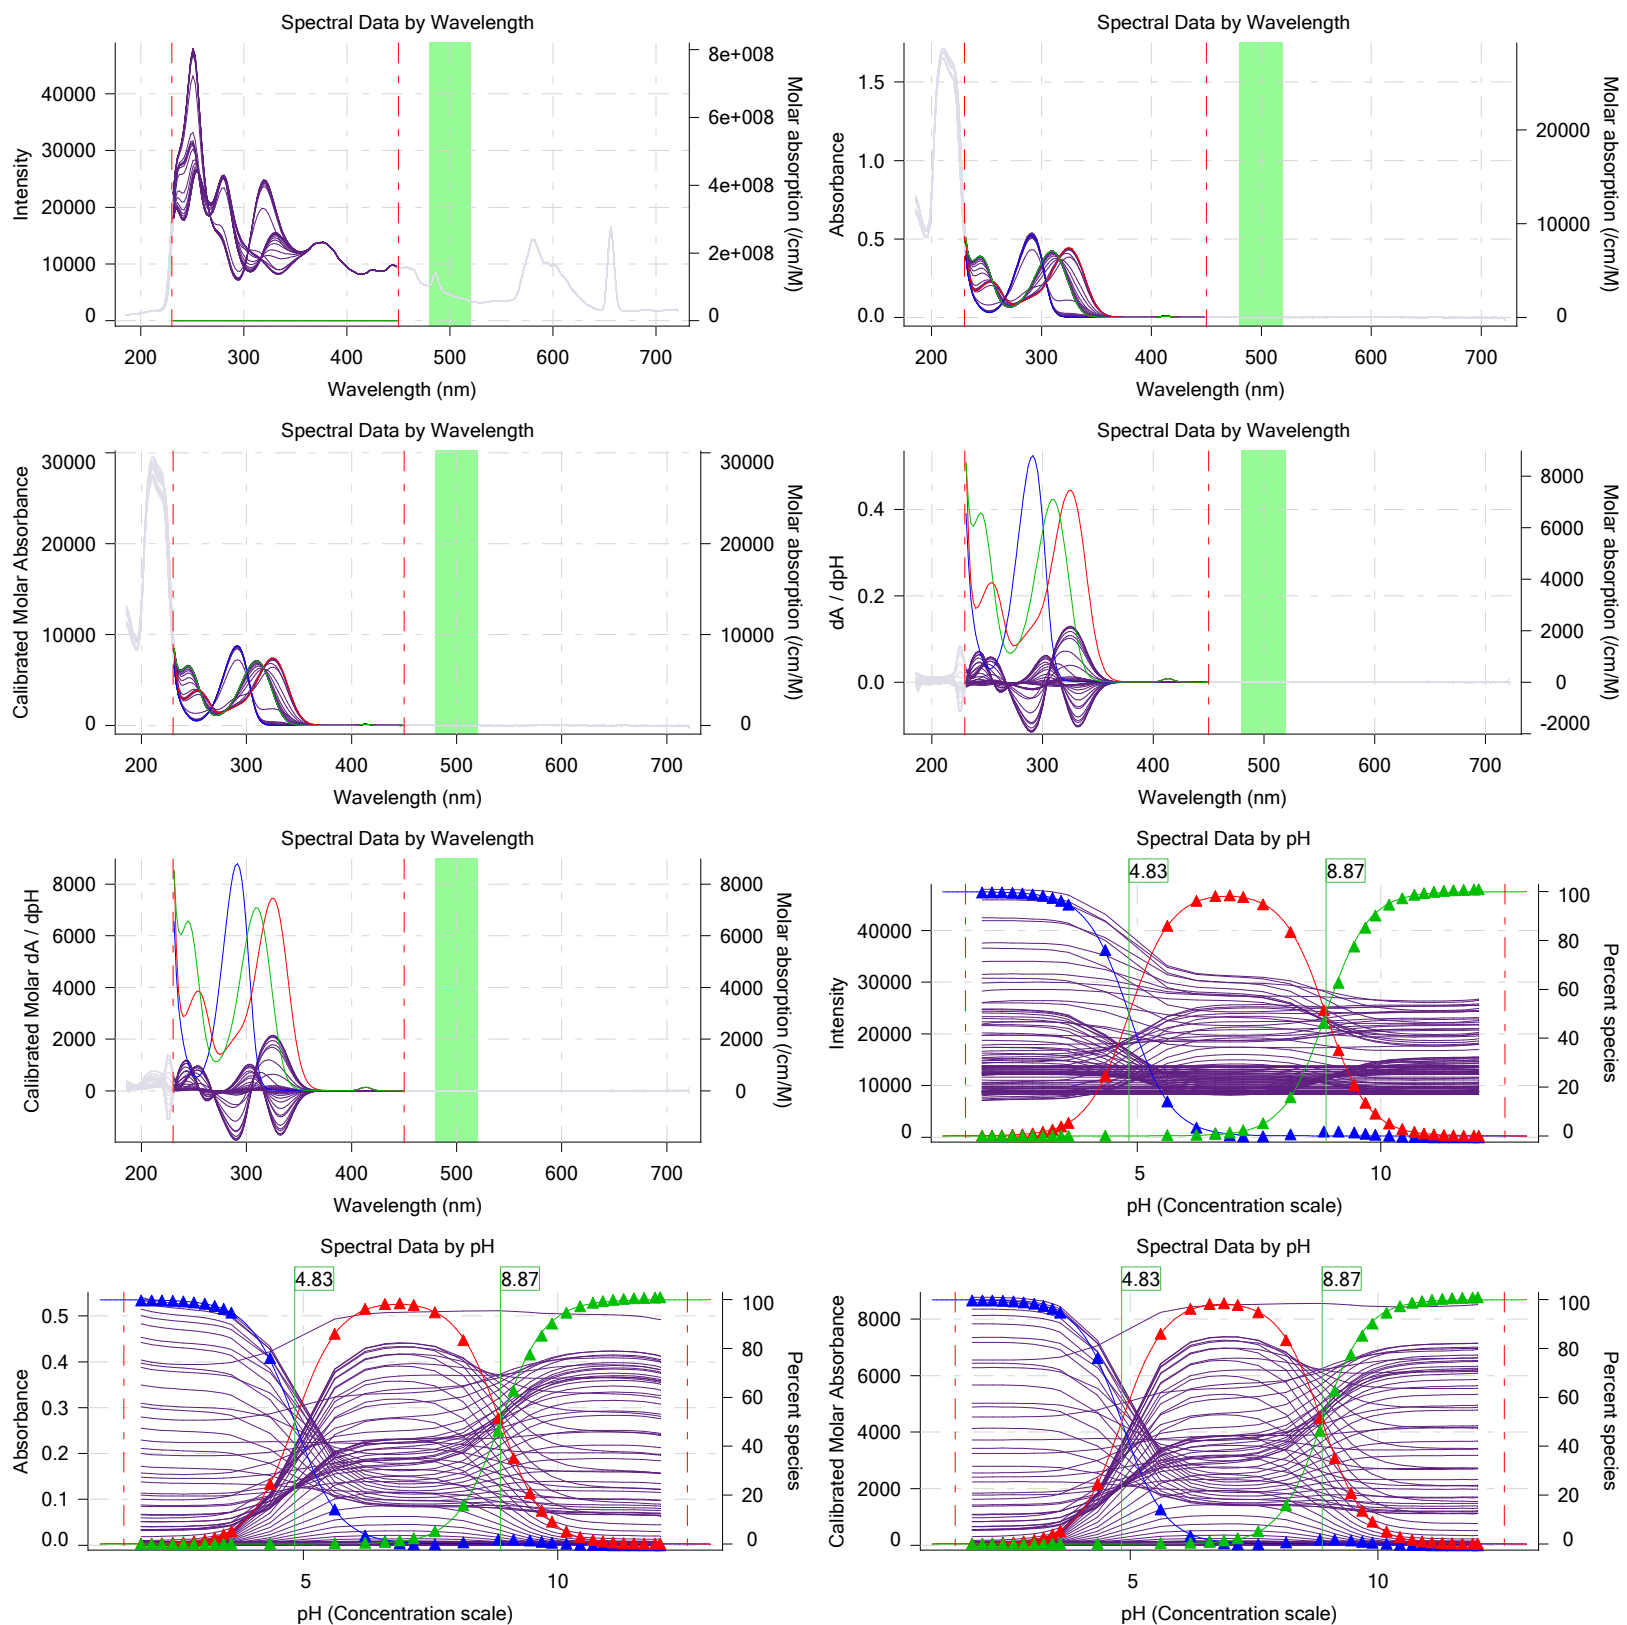 Spectral Data by Wavelength
Intensity
40000
30000
20000
10000
0
8e+008
6e+008
4e+008
2e+008
0
Molar absorption (/cm/M)
200 300 400 500 600 700
Wavelength (nm)
Spectral Data by Wavelength
Absorbance
1.5
1.0
0.5
0.0
20000
10000
0
Molar absorption (/cm/M)
200 300 400 500 600 700
Wavelength (nm)
Spectral Data by Wavelength
Calibrated Molar Absorbance
30000
20000
10000
0
30000
20000
10000
0
Molar absorption (/cm/M)
200 300 400 500 600 700
Wavelength (nm)
Spectral Data by Wavelength
dA / dpH
0.4
0.2
0.0
8000
6000
4000
2000
0
-2000
Molar absorption (/cm/M)
200 300 400 500 600 700
Wavelength (nm)
Spectral Data by Wavelength
Calibrated Molar dA / dpH
8000
6000
4000
2000
0
8000
6000
4000
2000
0
Molar absorption (/cm/M)
200 300 400 500 600 700
Wavelength (nm)
Spectral Data by pH
4.83 8.87
Intensity
40000
30000
20000
10000
0
100
80
60
40
20
0
Percent species
5 10
pH (Concentration scale)
Spectral Data by pH
4.83 8.87
Absorbance
0.5
0.4
0.3
0.2
0.1
0.0
100
80
60
40
20
0
Percent species
5 10
pH (Concentration scale)
Spectral Data by pH
4.83 8.87
Calibrated Molar Absorbance
8000
6000
4000
2000
0
100
80
60
40
20
0
Percent species
5 10
pH (Concentration scale)